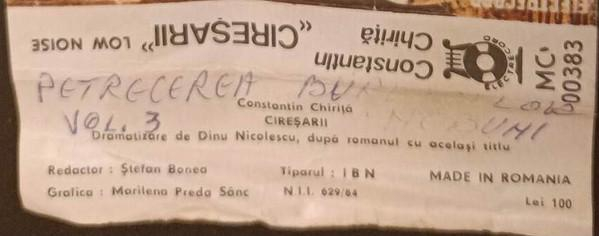 Constantin
Chiriță
„CIREȘARII” LOW NOISE
ELECTRECORD
MC
00383
PETRECEREA
VOL. 3
Constantin Chiriță
CIREȘARII
Dramatizare de Dinu Nicolescu, după romanul cu același titlu
Redactor : Ștefan Bonea
Tiparul : I B N
MADE IN ROMANIA
Grafica : Marilena Preda Sânc
N.I.I. 629/84
Lei 100